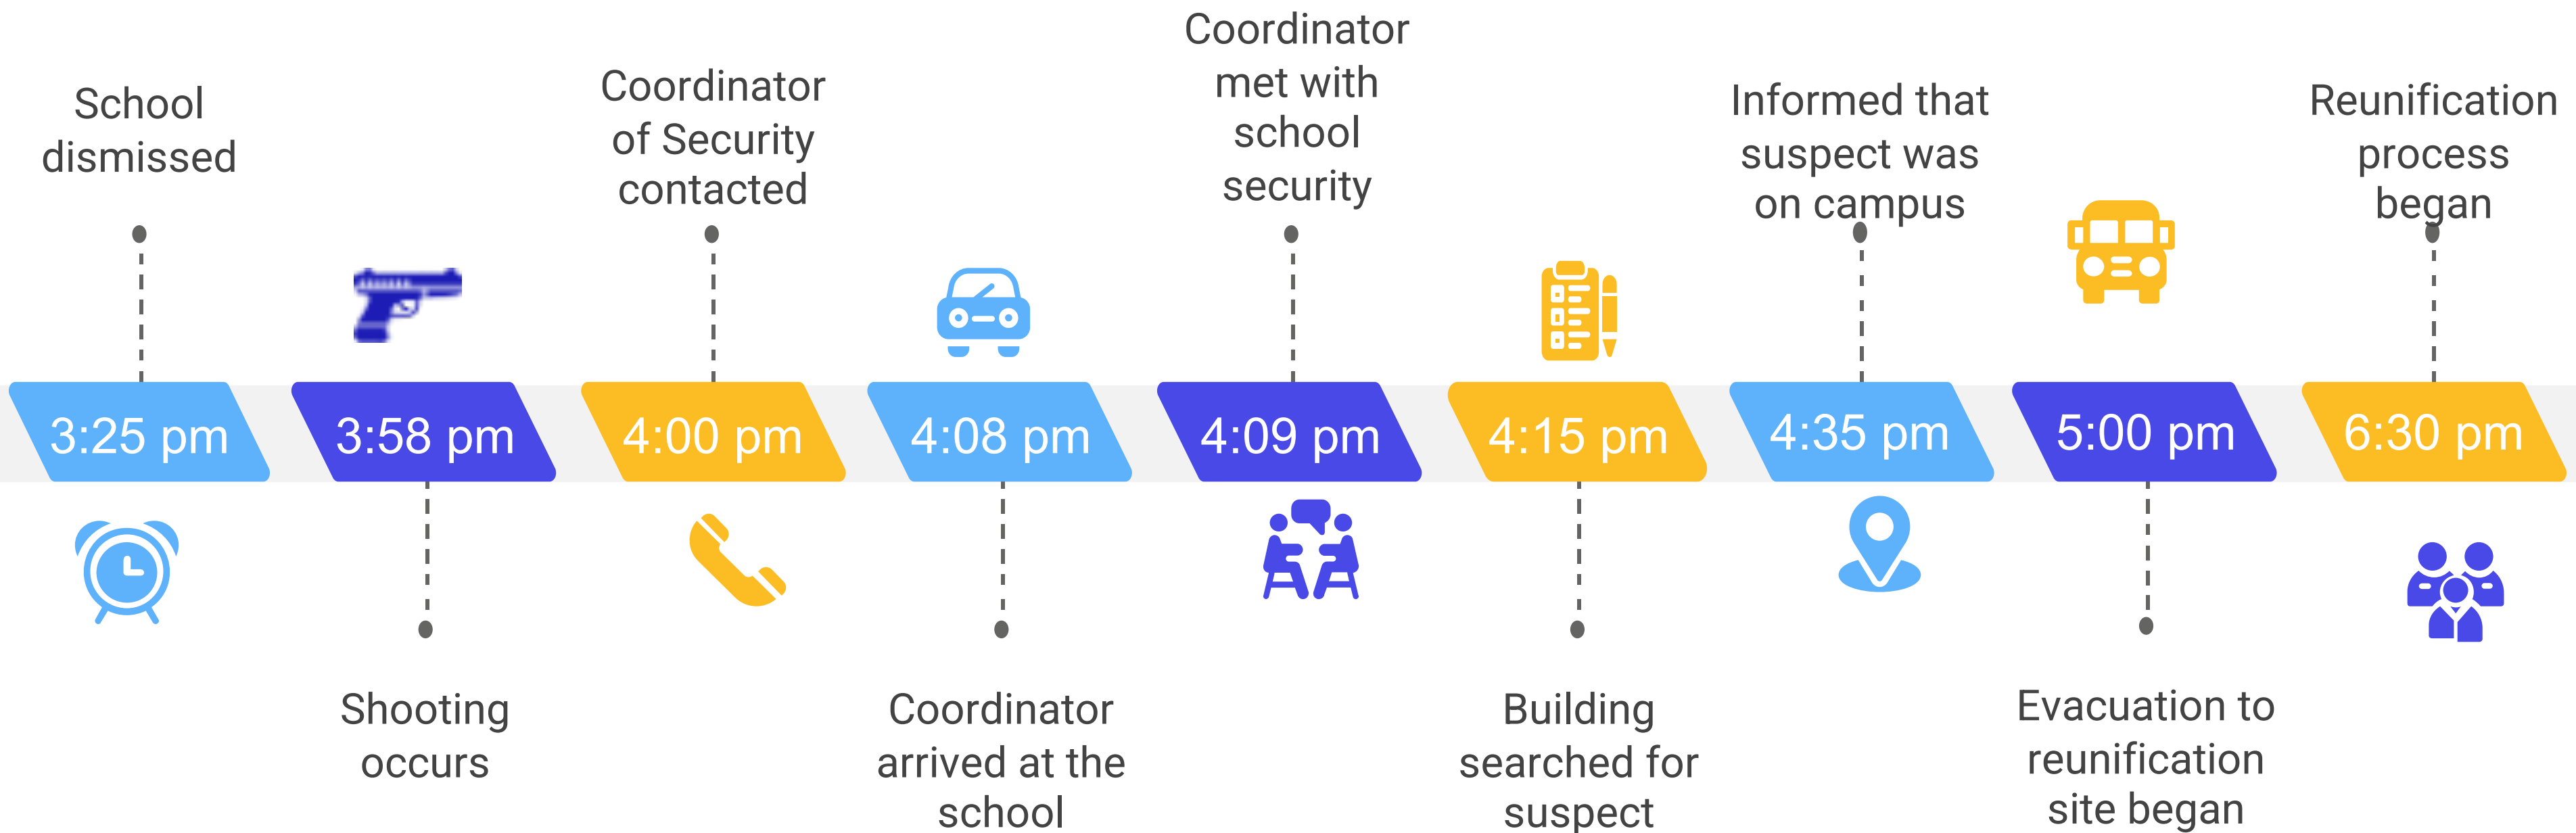 School
dismissed
3:25 pm
3:58 pm
Shooting
occurs
Coordinator
of Security
contacted
4:00 pm
4:08 pm
Coordinator
arrived at the
school
Coordinator
met with
school
security
4:09 pm
4:15 pm
Building
searched for
suspect
Informed that
suspect was
on campus
4:35 pm
5:00 pm
Evacuation to
reunification
site began
Reunification
process
began
6:30 pm